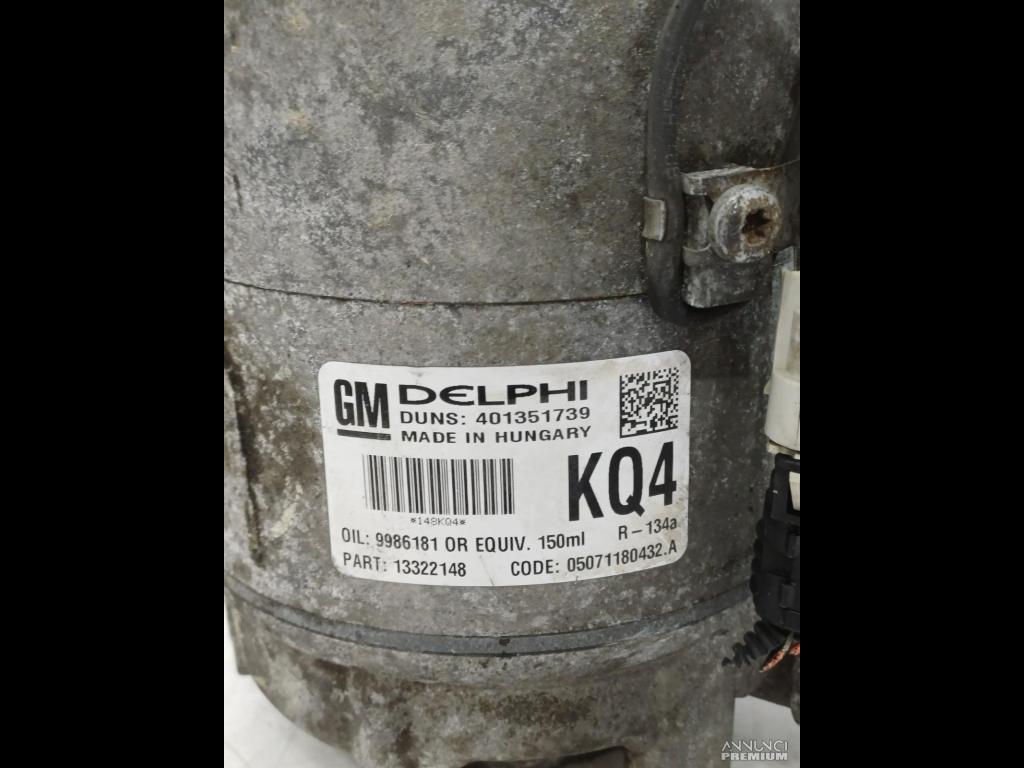 GM DELPHI
DUNS: 401351739
MADE IN HUNGARY
KQ4
*148KQ4*
OIL: 9986181 OR EQUIV. 150ml R-134a
PART: 13322148 CODE: 05071180432.A
ANNUNCI
PREMIUM